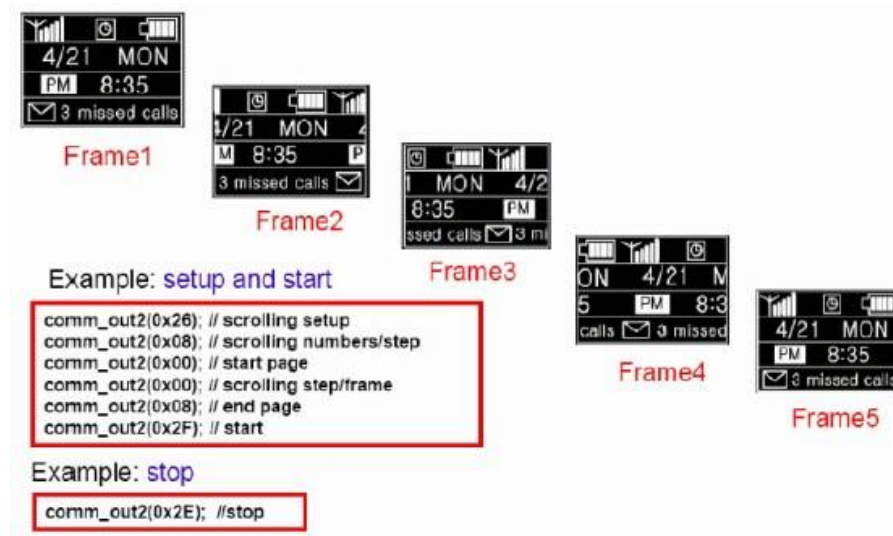 4/21 MON
PM 8:35
3 missed calls
Frame1
4/21 MON 4
M 8:35 P
3 missed calls
Frame2
1 MON 4/2
8:35 PM
ssed calls 3 mi
Frame3
ON 4/21 M
5 PM 8:3
calls 3 missed
Frame4
4/21 MON
PM 8:35
3 missed calls
Frame5
Example: setup and start
comm_out2(0x26); // scrolling setup
comm_out2(0x08); // scrolling numbers/step
comm_out2(0x00); // start page
comm_out2(0x00); // scrolling step/frame
comm_out2(0x08); // end page
comm_out2(0x2F); // start
Example: stop
comm_out2(0x2E); //stop